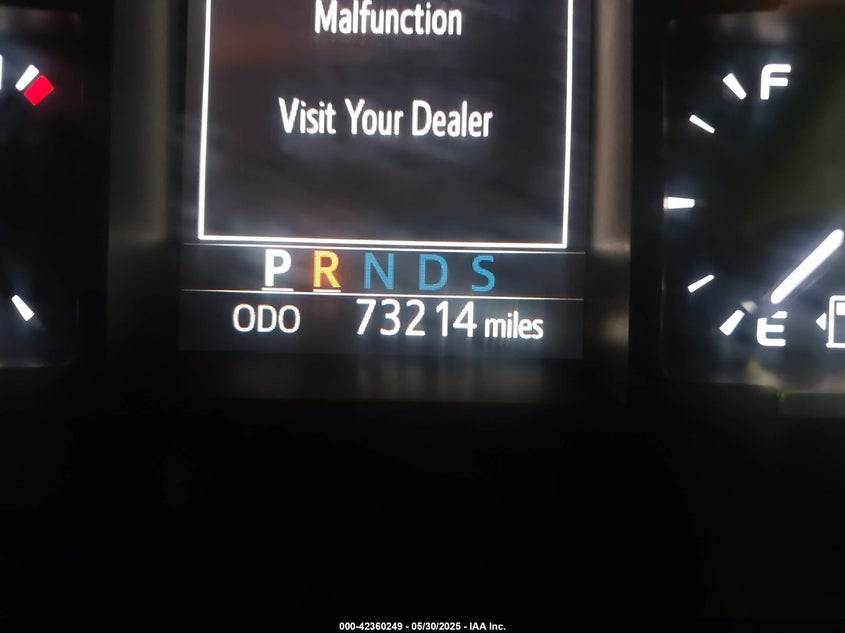 Malfunction
Visit Your Dealer
F
P R N D S
ODO 73214 miles
E
000-42360249 - 05/30/2025 - IAA Inc.